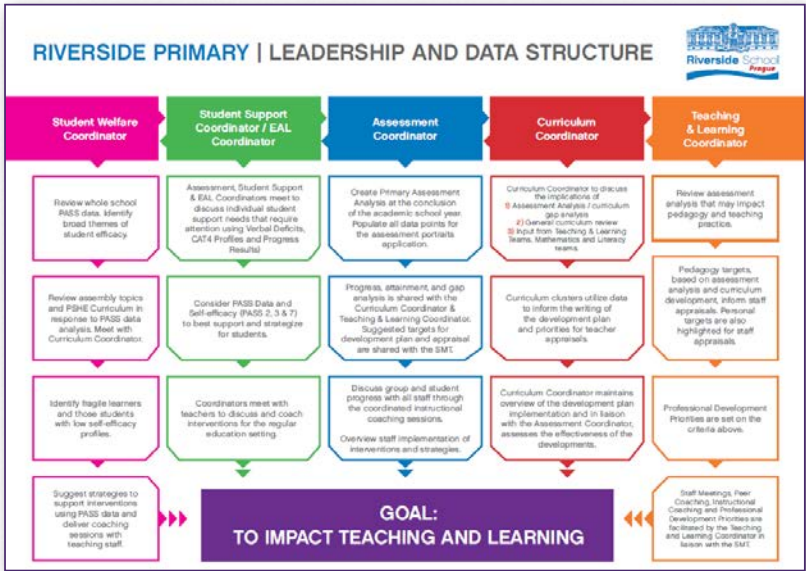 RIVERSIDE PRIMARY | LEADERSHIP AND DATA STRUCTURE
Riverside School
Prague
Student Welfare
Coordinator
Review whole school
PASS data. Identify
broad themes of
student efficacy.
Review assembly topics
and PSHE Curriculum in
response to PASS data
analysis. Meet with
Curriculum Coordinator.
Identify fragile learners
and those students
with low self-efficacy
profiles.
Suggest strategies to
support interventions
using PASS data and
deliver coaching
sessions with
teaching staff.
Student Support
Coordinator / EAL
Coordinator
Assessment, Student Support
& EAL Coordinators meet to
discuss individual student
support needs that require
attention using Verbal Deficits,
CAT4 Profiles and Progress
Results)
Consider PASS Data and
Self-efficacy (PASS 2, 3 & 7)
to best support and strategize
for students.
Coordinators meet with
teachers to discuss and coach
interventions for the regular
education setting.
Assessment
Coordinator
Create Primary Assessment
Analysis at the conclusion
of the academic school year.
Populate all data points for
the assessment portraits
application.
Progress, attainment, and gap
analysis is shared with the
Curriculum Coordinator &
Teaching & Learning Coordinator.
Suggested targets for
development plan and appraisal
are shared with the SMT.
Discuss group and student
progress with all staff through
the coordinated instructional
coaching sessions.
Overview staff implementation of
interventions and strategies.
Curriculum
Coordinator
Curriculum Coordinator to discuss
the implications of
1) Assessment Analysis / curriculum
gap analysis
2) General curriculum review
3) Input from Teaching & Learning
Teams, Mathematics and Literacy
teams.
Curriculum clusters utilize data
to inform the writing of
the development plan
and priorities for teacher
appraisals.
Curriculum Coordinator maintains
overview of the development plan
implementation and in liaison
with the Assessment Coordinator,
assesses the effectiveness of the
developments.
Teaching
& Learning
Coordinator
Review assessment
analysis that may impact
pedagogy and teaching
practice.
Pedagogy targets,
based on assessment
analysis and curriculum
development, inform staff
appraisals. Personal
targets are also
highlighted for staff
appraisals.
Professional Development
Priorities are set on the
criteria above.
Staff Meetings, Peer
Coaching, Instructional
Coaching and Professional
Development Priorities are
facilitated by the Teaching
and Learning Coordinator in
liaison with the SMT.
GOAL:
TO IMPACT TEACHING AND LEARNING